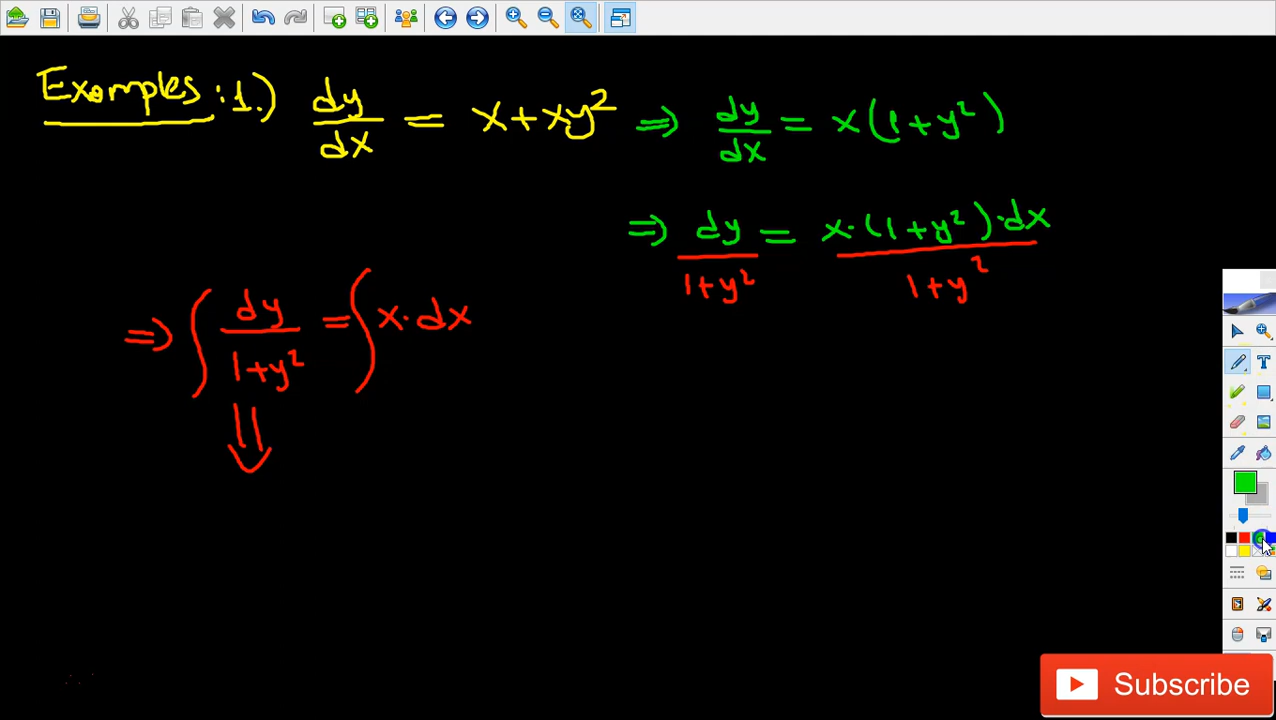 Examples: 1.) dy/dx = x + xy² ⇒ dy/dx = x(1+y²)
⇒ dy/1+y² = x·(1+y²)·dx/1+y²
⇒ ∫ dy/1+y² = ∫ x·dx
⇓
Subscribe